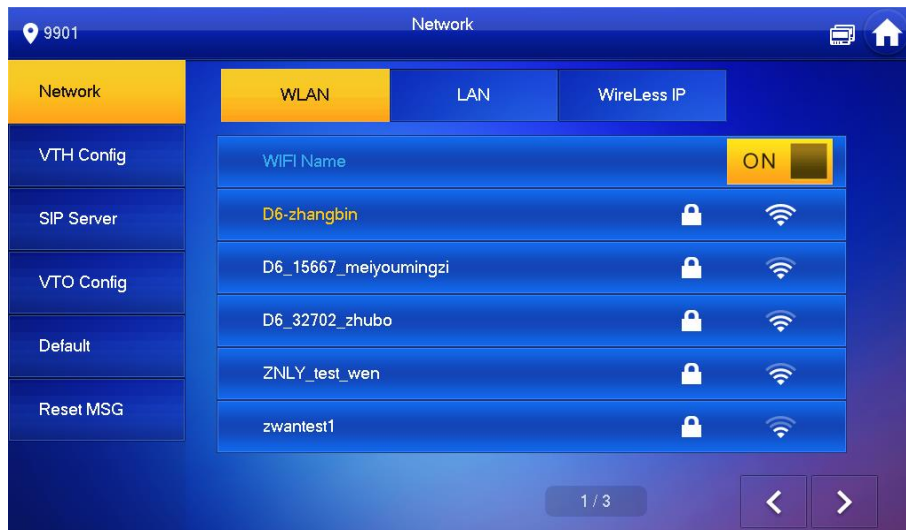 9901
Network
Network
WLAN
LAN
WireLess IP
VTH Config
WIFI Name
ON
SIP Server
D6-zhangbin
VTO Config
D6_15667_meiyoumingzi
Default
D6_32702_zhubo
ZNLY_test_wen
Reset MSG
zwantest1
1 / 3